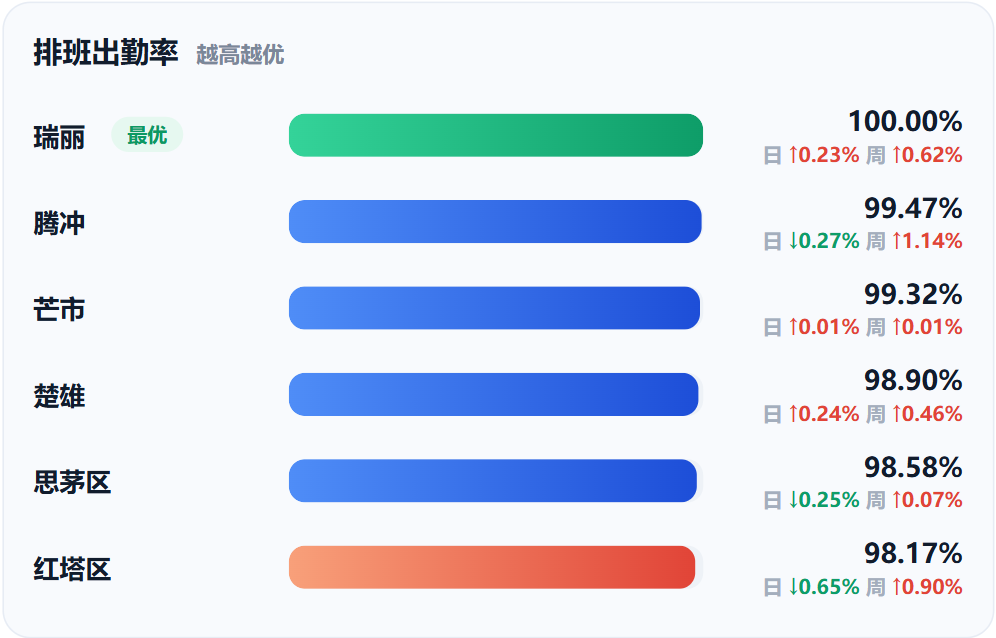 排班出勤率 越高越优
瑞丽 最优 100.00%
日 ↑0.23% 周 ↑0.62%
腾冲 99.47%
日 ↓0.27% 周 ↑1.14%
芒市 99.32%
日 ↑0.01% 周 ↑0.01%
楚雄 98.90%
日 ↑0.24% 周 ↑0.46%
思茅区 98.58%
日 ↓0.25% 周 ↑0.07%
红塔区 98.17%
日 ↓0.65% 周 ↑0.90%